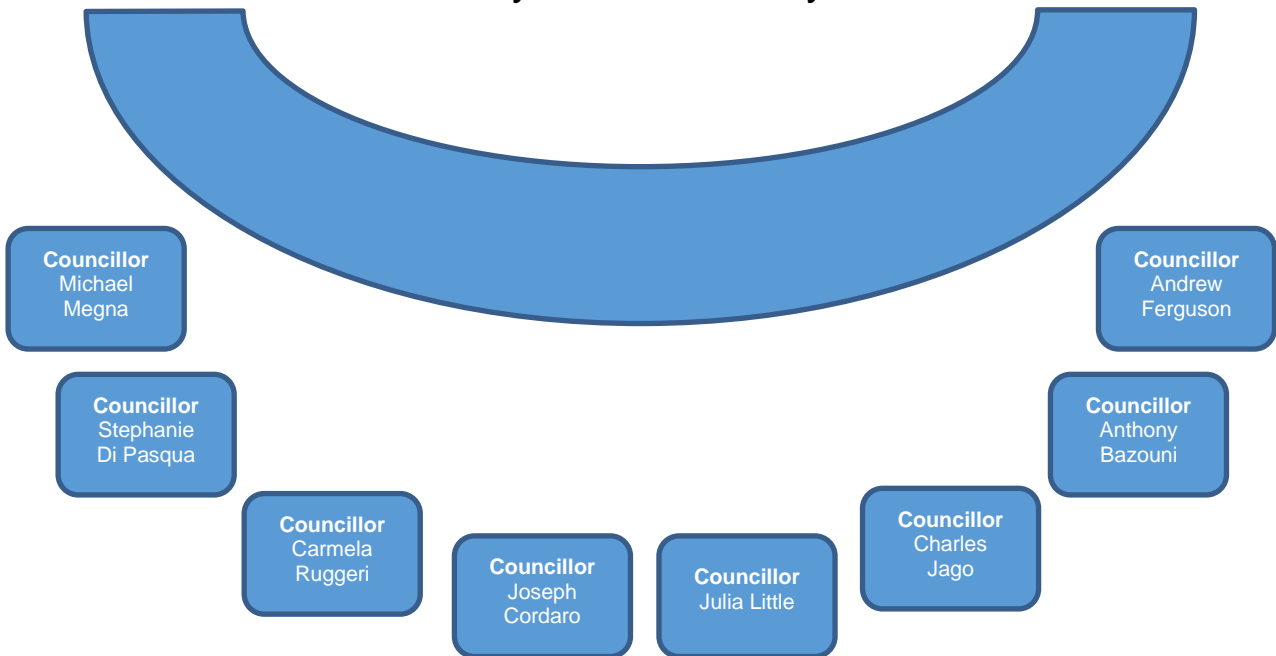 Councillor
Michael
Megna
Councillor
Andrew
Ferguson
Councillor
Stephanie
Di Pasqua
Councillor
Anthony
Bazouni
Councillor
Carmela
Ruggeri
Councillor
Charles
Jago
Councillor
Joseph
Cordaro
Councillor
Julia Little